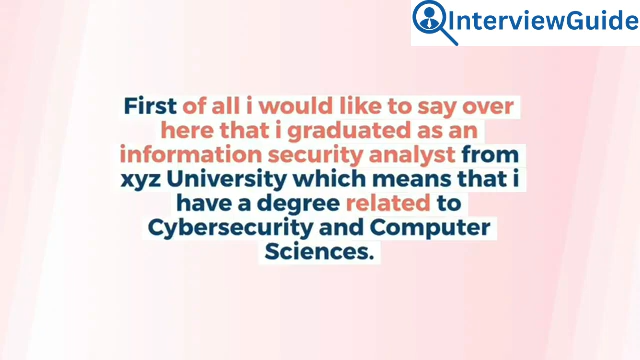 InterviewGuide
First of all i would like to say over
here that i graduated as an
information security analyst from
xyz University which means that i
have a degree related to
Cybersecurity and Computer
Sciences.